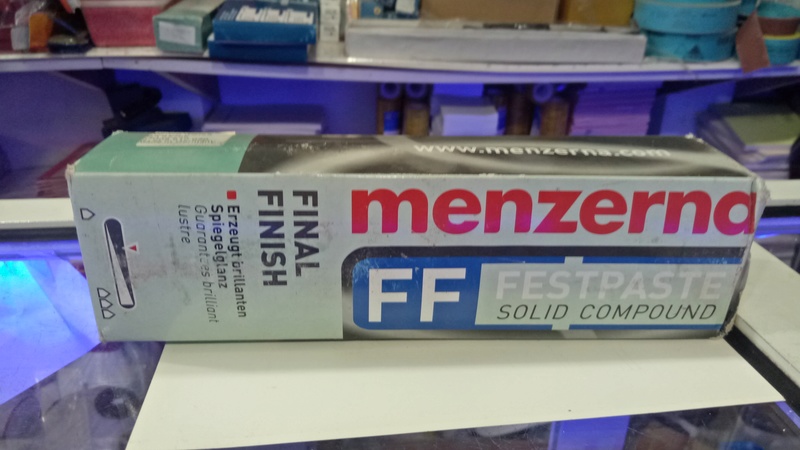 www.menzerna.com
menzerna
FF
FESTPASTE
SOLID COMPOUND
FINAL
FINISH
Erzeugt brillanten
Spiegelglanz
Guarantees brilliant
lustre